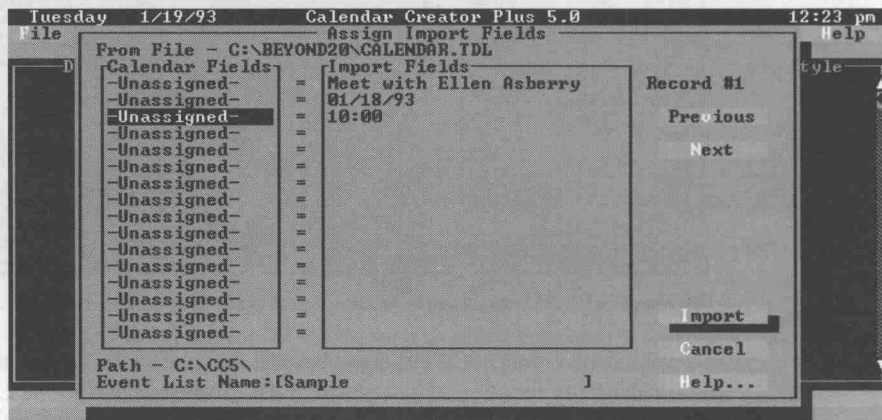 Tuesday 1/19/93 Calendar Creator Plus 5.0 12:23 pm
File Assign Import Fields Help
From File - C:\BEYOND20\CALENDAR.TDL
D Calendar Fields Import Fields tyle
-Unassigned- = Meet with Ellen Asberry Record #1
-Unassigned- = 01/18/93
-Unassigned- = 10:00 Previous
-Unassigned- =
-Unassigned- = Next
-Unassigned- =
-Unassigned- =
-Unassigned- =
-Unassigned- =
-Unassigned- =
-Unassigned- =
-Unassigned- =
-Unassigned- =
-Unassigned- =
-Unassigned- =
-Unassigned- =
Import
Cancel
Path - C:\CC5\
Event List Name:[Sample ] Help...